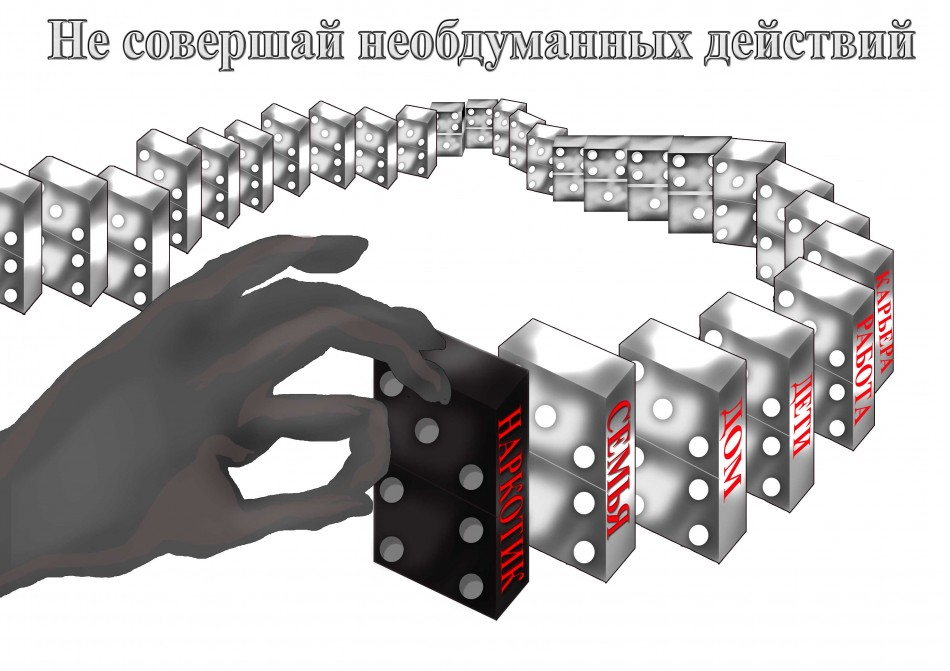 Не совершай необдуманных действий
НАРКОТИК
СЕМЬЯ
ДОМ
ДЕТИ
РАБОТА
КАРЬЕРА